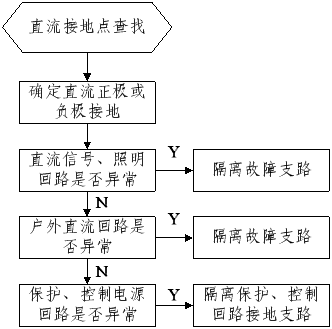 直流接地点查找
确定直流正极或
负极接地
直流信号、照明
回路是否异常
Y
隔离故障支路
N
户外直流回路是
否异常
Y
隔离故障支路
N
保护、控制电源
回路是否异常
Y
隔离保护、控制
回路接地支路